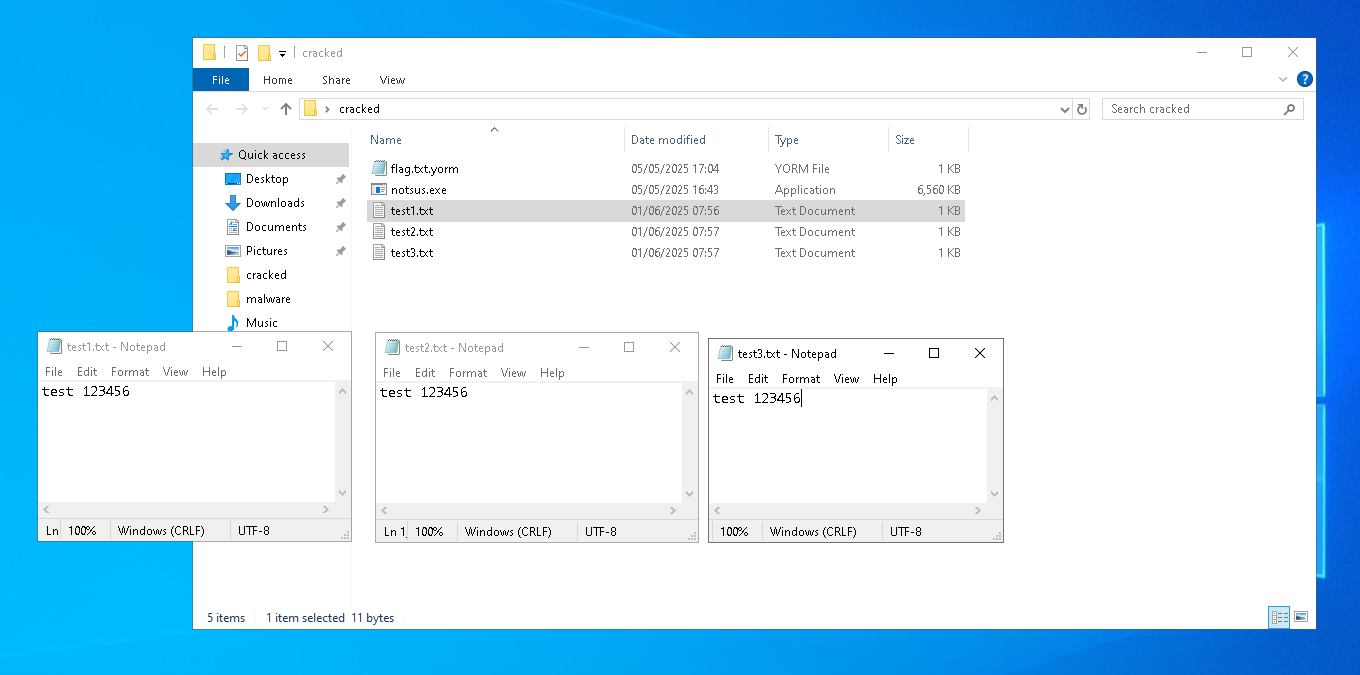 cracked
File Home Share View
cracked
Search cracked
Name Date modified Type Size
Quick access
Desktop
Downloads
Documents
Pictures
cracked
malware
Music
flag.txt.yorm 05/05/2025 17:04 YORM File 1 KB
notsus.exe 05/05/2025 16:43 Application 6,560 KB
test1.txt 01/06/2025 07:56 Text Document 1 KB
test2.txt 01/06/2025 07:57 Text Document 1 KB
test3.txt 01/06/2025 07:57 Text Document 1 KB
test1.txt - Notepad
File Edit Format View Help
test 123456
Ln 100% Windows (CRLF) UTF-8
test2.txt - Notepad
File Edit Format View Help
test 123456
Ln 1, 100% Windows (CRLF) UTF-8
test3.txt - Notepad
File Edit Format View Help
test 123456
100% Windows (CRLF) UTF-8
5 items 1 item selected 11 bytes